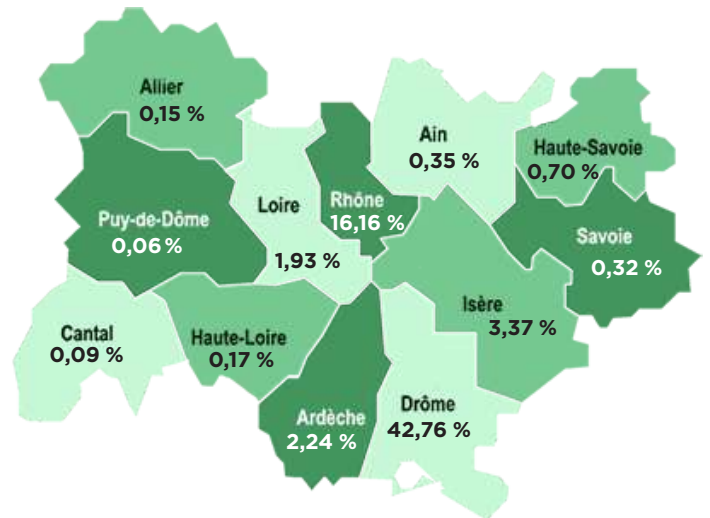 Allier
0,15 %
Ain
0,35 %
Haute-Savoie
0,70 %
Rhône
16,16 %
Loire
1,93 %
Puy-de-Dôme
0,06 %
Savoie
0,32 %
Isère
3,37 %
Cantal
0,09 %
Haute-Loire
0,17 %
Ardèche
2,24 %
Drôme
42,76 %